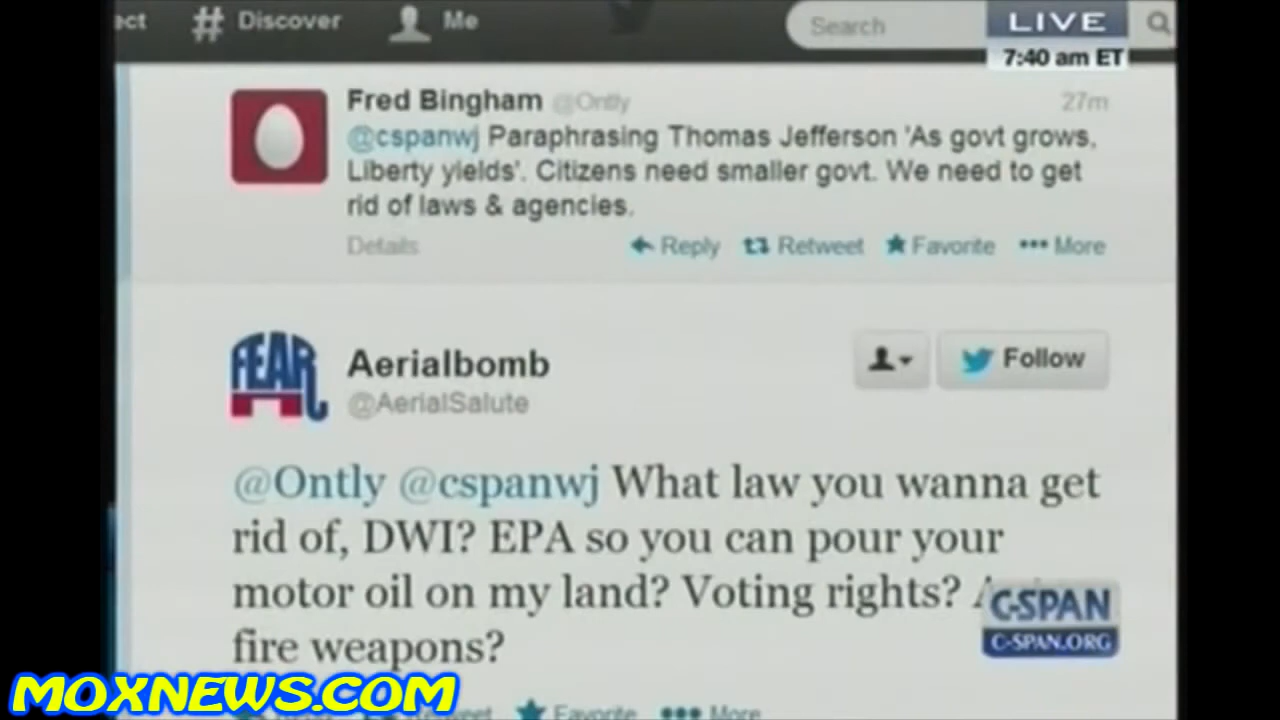 ect # Discover Me Search LIVE
7:40 am ET
Fred Bingham @Ontly 27m
@cspanwj Paraphrasing Thomas Jefferson 'As govt grows,
Liberty yields'. Citizens need smaller govt. We need to get
rid of laws & agencies.
Details Reply Retweet Favorite More
FEAR
Aerialbomb
@AerialSalute
Follow
@Ontly @cspanwj What law you wanna get
rid of, DWI? EPA so you can pour your
motor oil on my land? Voting rights?
fire weapons?
C-SPAN
C-SPAN.ORG
MOXNEWS.COM
Retweet Favorite More